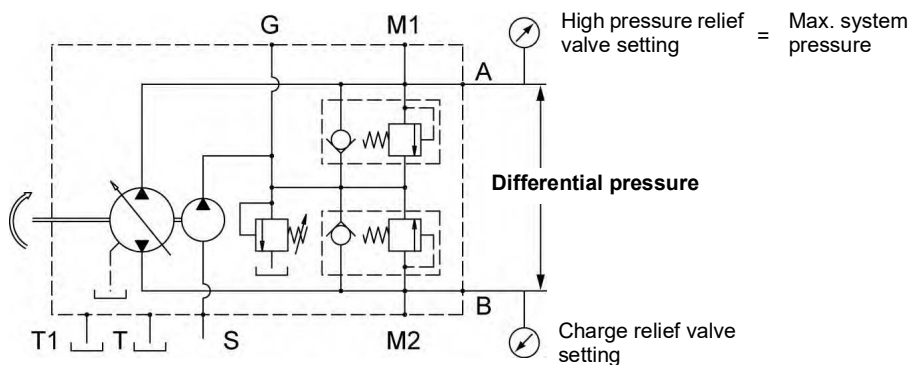 G
M1
High pressure relief
valve setting
=
Max. system
pressure
A
Differential pressure
B
T1
T
S
M2
Charge relief valve
setting